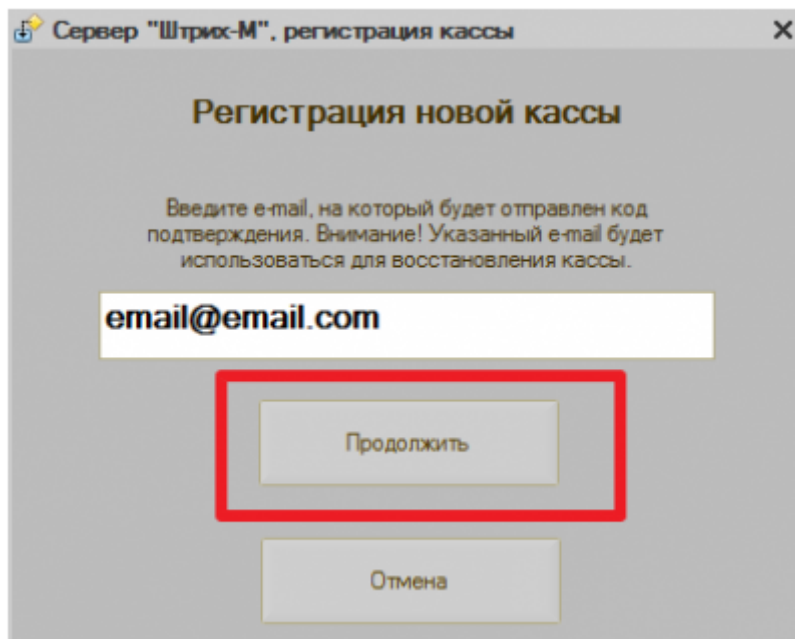 Сервер "Штрих-М", регистрация кассы
Регистрация новой кассы
Введите e-mail, на который будет отправлен код
подтверждения. Внимание! Указанный e-mail будет
использоваться для восстановления кассы.
email@email.com
Продолжить
Отмена